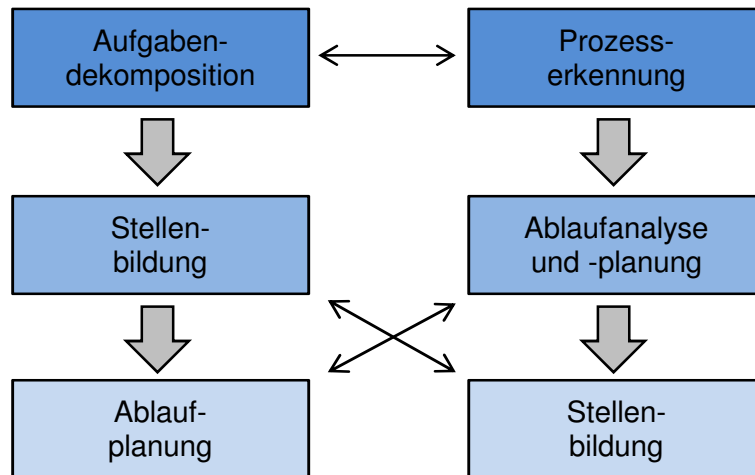 Aufgaben-
dekomposition
Prozess-
erkennung
Stellen-
bildung
Ablaufanalyse
und -planung
Ablauf-
planung
Stellen-
bildung